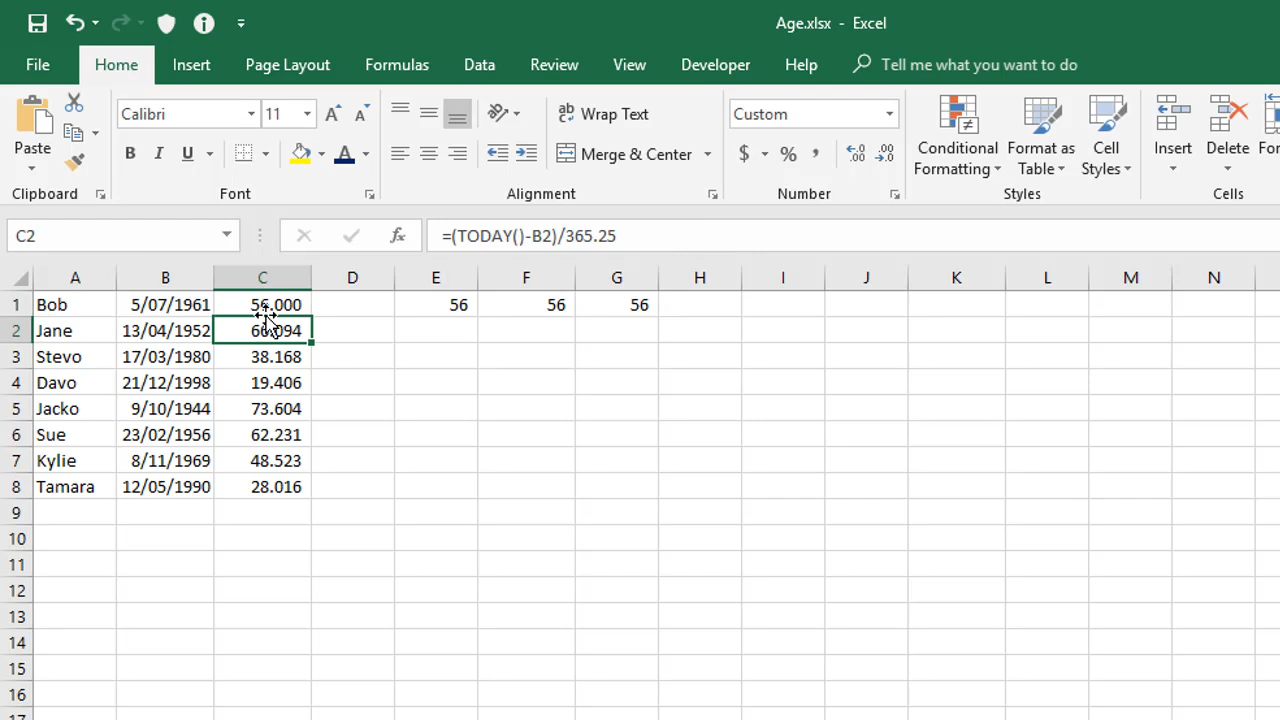 Age.xlsx - Excel
File Home Insert Page Layout Formulas Data Review View Developer Help Tell me what you want to do
Paste
Calibri 11
B I U
Wrap Text
Merge & Center
Custom
$ % ,
Conditional Formatting
Format as Table
Cell Styles
Insert
Delete
Clipboard Font Alignment Number Styles Cells
C2 fx =(TODAY()-B2)/365.25
A B C D E F G H I J K L M N
1 Bob 5/07/1961 56.000 56 56 56
2 Jane 13/04/1952 66.094
3 Stevo 17/03/1980 38.168
4 Davo 21/12/1998 19.406
5 Jacko 9/10/1944 73.604
6 Sue 23/02/1956 62.231
7 Kylie 8/11/1969 48.523
8 Tamara 12/05/1990 28.016
9
10
11
12
13
14
15
16
17